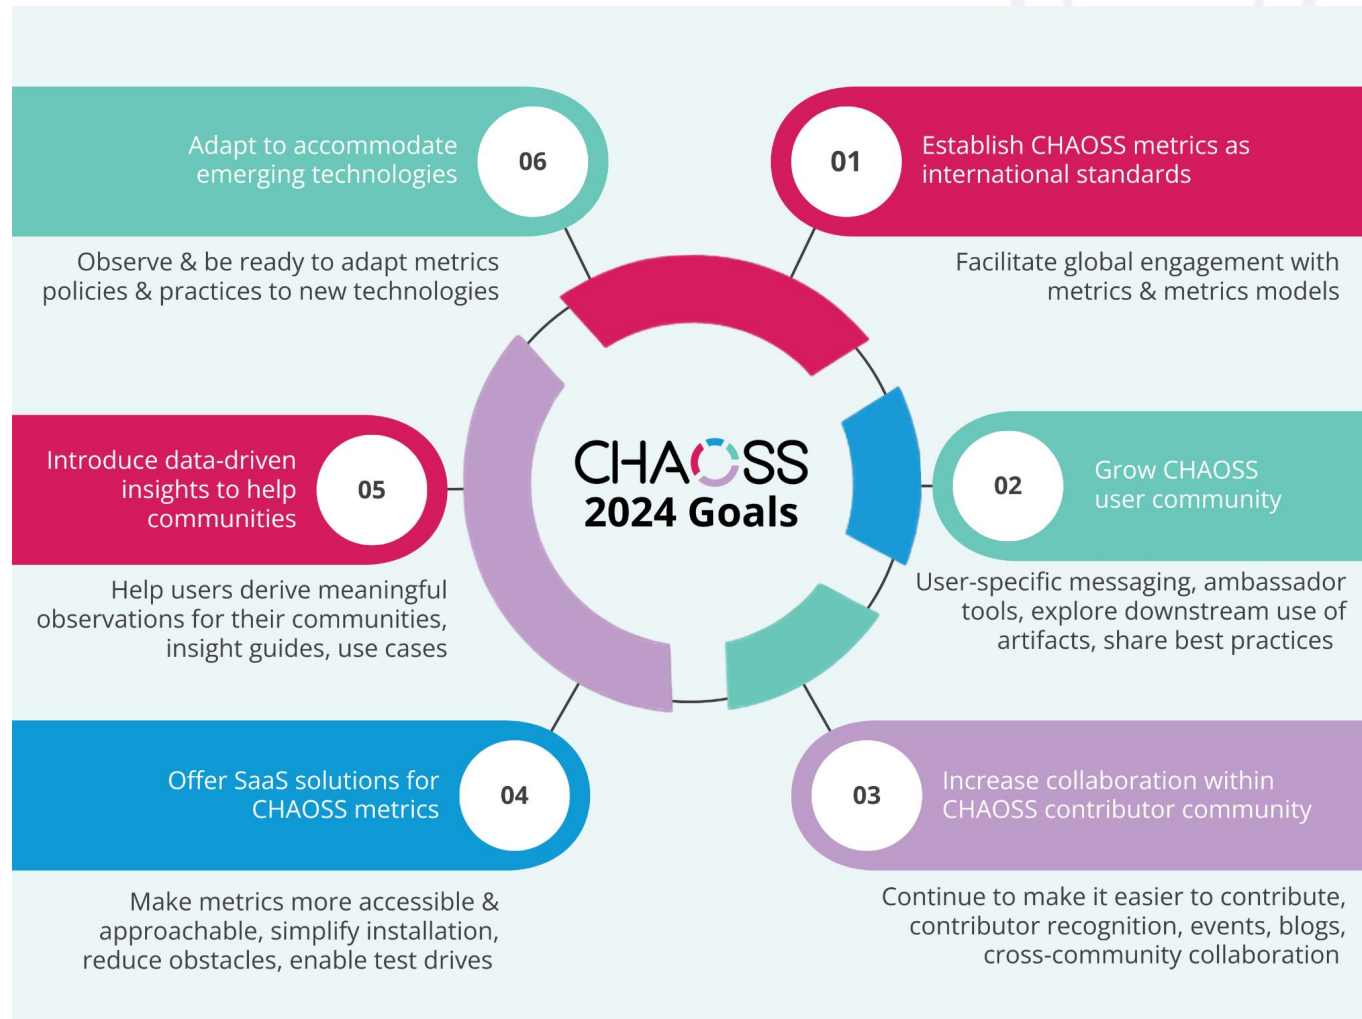 CHAOSS
2024 Goals
01
Establish CHAOSS metrics as
international standards
Facilitate global engagement with
metrics & metrics models
02
Grow CHAOSS
user community
User-specific messaging, ambassador
tools, explore downstream use of
artifacts, share best practices
03
Increase collaboration within
CHAOSS contributor community
Continue to make it easier to contribute,
contributor recognition, events, blogs,
cross-community collaboration
04
Offer SaaS solutions for
CHAOSS metrics
Make metrics more accessible &
approachable, simplify installation,
reduce obstacles, enable test drives
05
Introduce data-driven
insights to help
communities
Help users derive meaningful
observations for their communities,
insight guides, use cases
06
Adapt to accommodate
emerging technologies
Observe & be ready to adapt metrics
policies & practices to new technologies